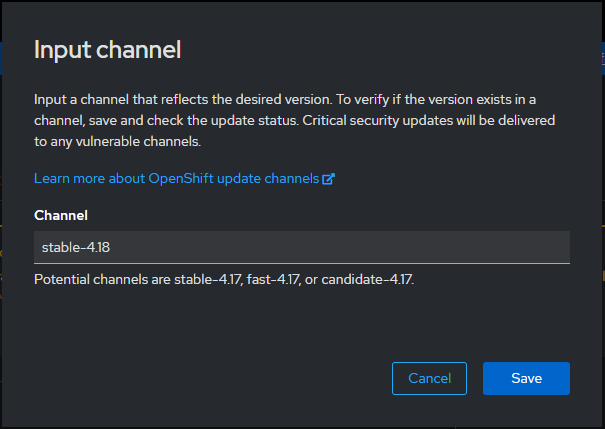 Input channel
Input a channel that reflects the desired version. To verify if the version exists in a
channel, save and check the update status. Critical security updates will be delivered
to any vulnerable channels.
Learn more about OpenShift update channels
Channel
stable-4.18
Potential channels are stable-4.17, fast-4.17, or candidate-4.17.
Cancel
Save